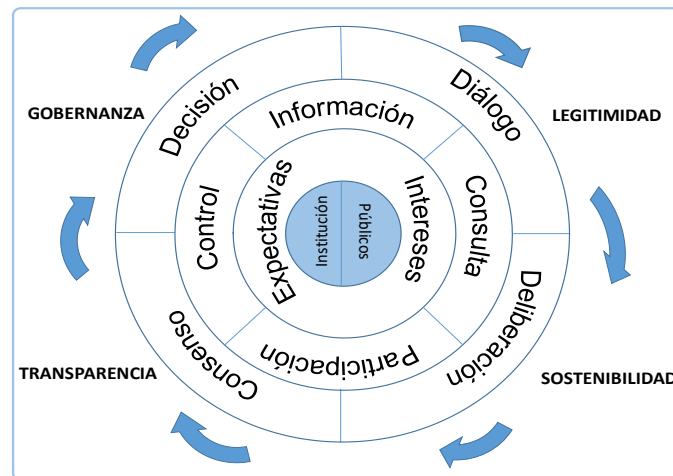 GOBERNANZA
LEGITIMIDAD
TRANSPARENCIA
SOSTENIBILIDAD
Decisión
Diálogo
Deliberación
Consenso
Información
Consulta
Participación
Control
Expectativas
Intereses
Institución
Públicos